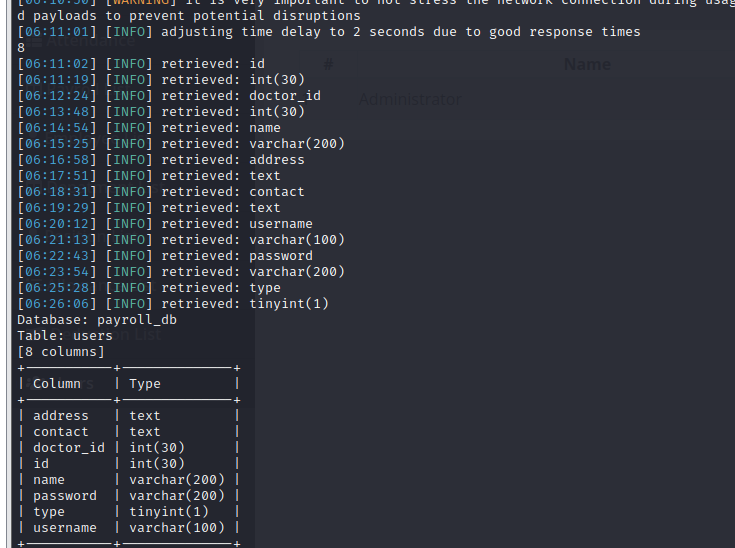 [06:10:50] [WARNING] it is very important to not stress the network connection during usag
d payloads to prevent potential disruptions
[06:11:01] [INFO] adjusting time delay to 2 seconds due to good response times
8
[06:11:02] [INFO] retrieved: id
[06:11:19] [INFO] retrieved: int(30)
[06:12:24] [INFO] retrieved: doctor_id
[06:13:48] [INFO] retrieved: int(30)
[06:14:54] [INFO] retrieved: name
[06:15:25] [INFO] retrieved: varchar(200)
[06:16:58] [INFO] retrieved: address
[06:17:51] [INFO] retrieved: text
[06:18:31] [INFO] retrieved: contact
[06:19:29] [INFO] retrieved: text
[06:20:12] [INFO] retrieved: username
[06:21:13] [INFO] retrieved: varchar(100)
[06:22:43] [INFO] retrieved: password
[06:23:54] [INFO] retrieved: varchar(200)
[06:25:28] [INFO] retrieved: type
[06:26:06] [INFO] retrieved: tinyint(1)
Database: payroll_db
Table: users
[8 columns]
+-----------+--------------+
| Column    | Type         |
+-----------+--------------+
| address   | text         |
| contact   | text         |
| doctor_id | int(30)      |
| id        | int(30)      |
| name      | varchar(200) |
| password  | varchar(200) |
| type      | tinyint(1)   |
| username  | varchar(100) |
+-----------+--------------+
Attendance
# Name
Administrator
List